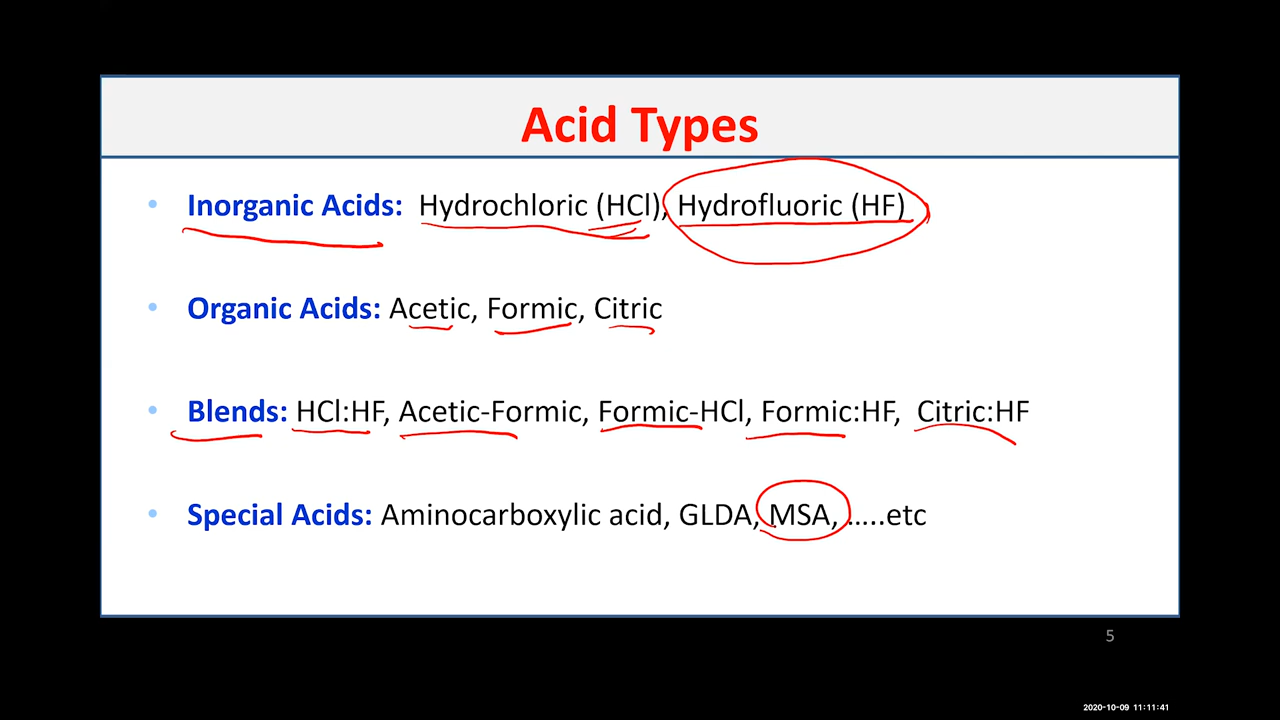 Acid Types
• Inorganic Acids: Hydrochloric (HCl), Hydrofluoric (HF)
• Organic Acids: Acetic, Formic, Citric
• Blends: HCl:HF, Acetic-Formic, Formic-HCl, Formic:HF, Citric:HF
• Special Acids: Aminocarboxylic acid, GLDA, MSA, …..etc
5
2020-10-09 11:11:41